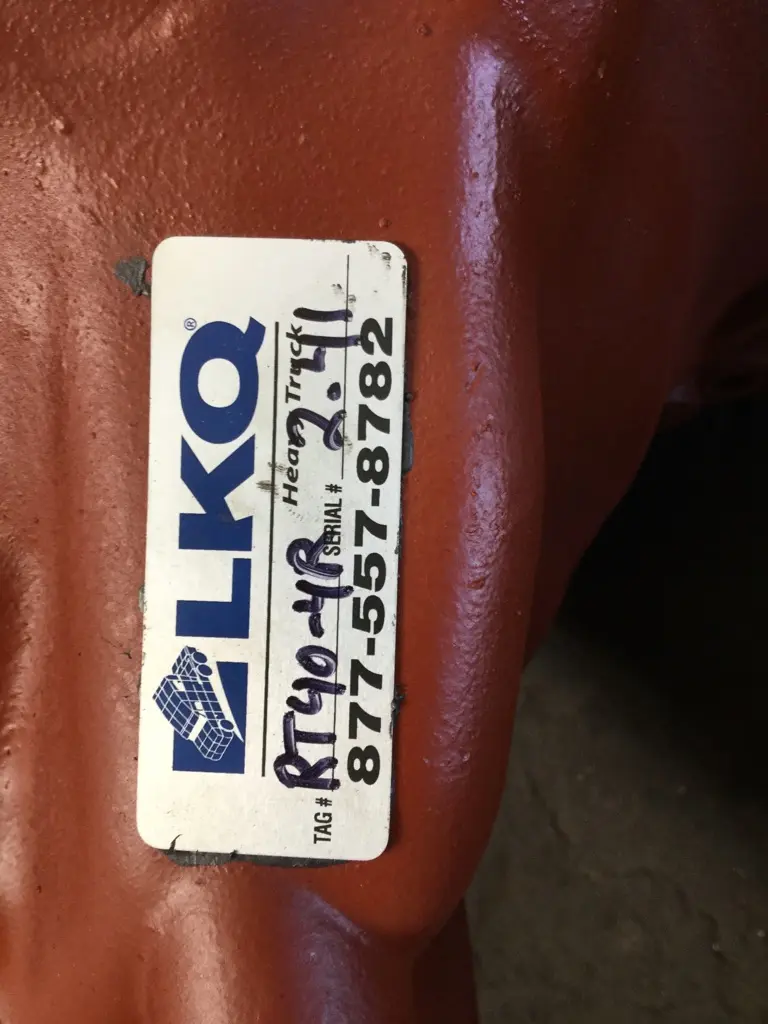 LKQ®
Heavy Truck
TAG # RT40-4R SERIAL # 2.41
877-557-8782